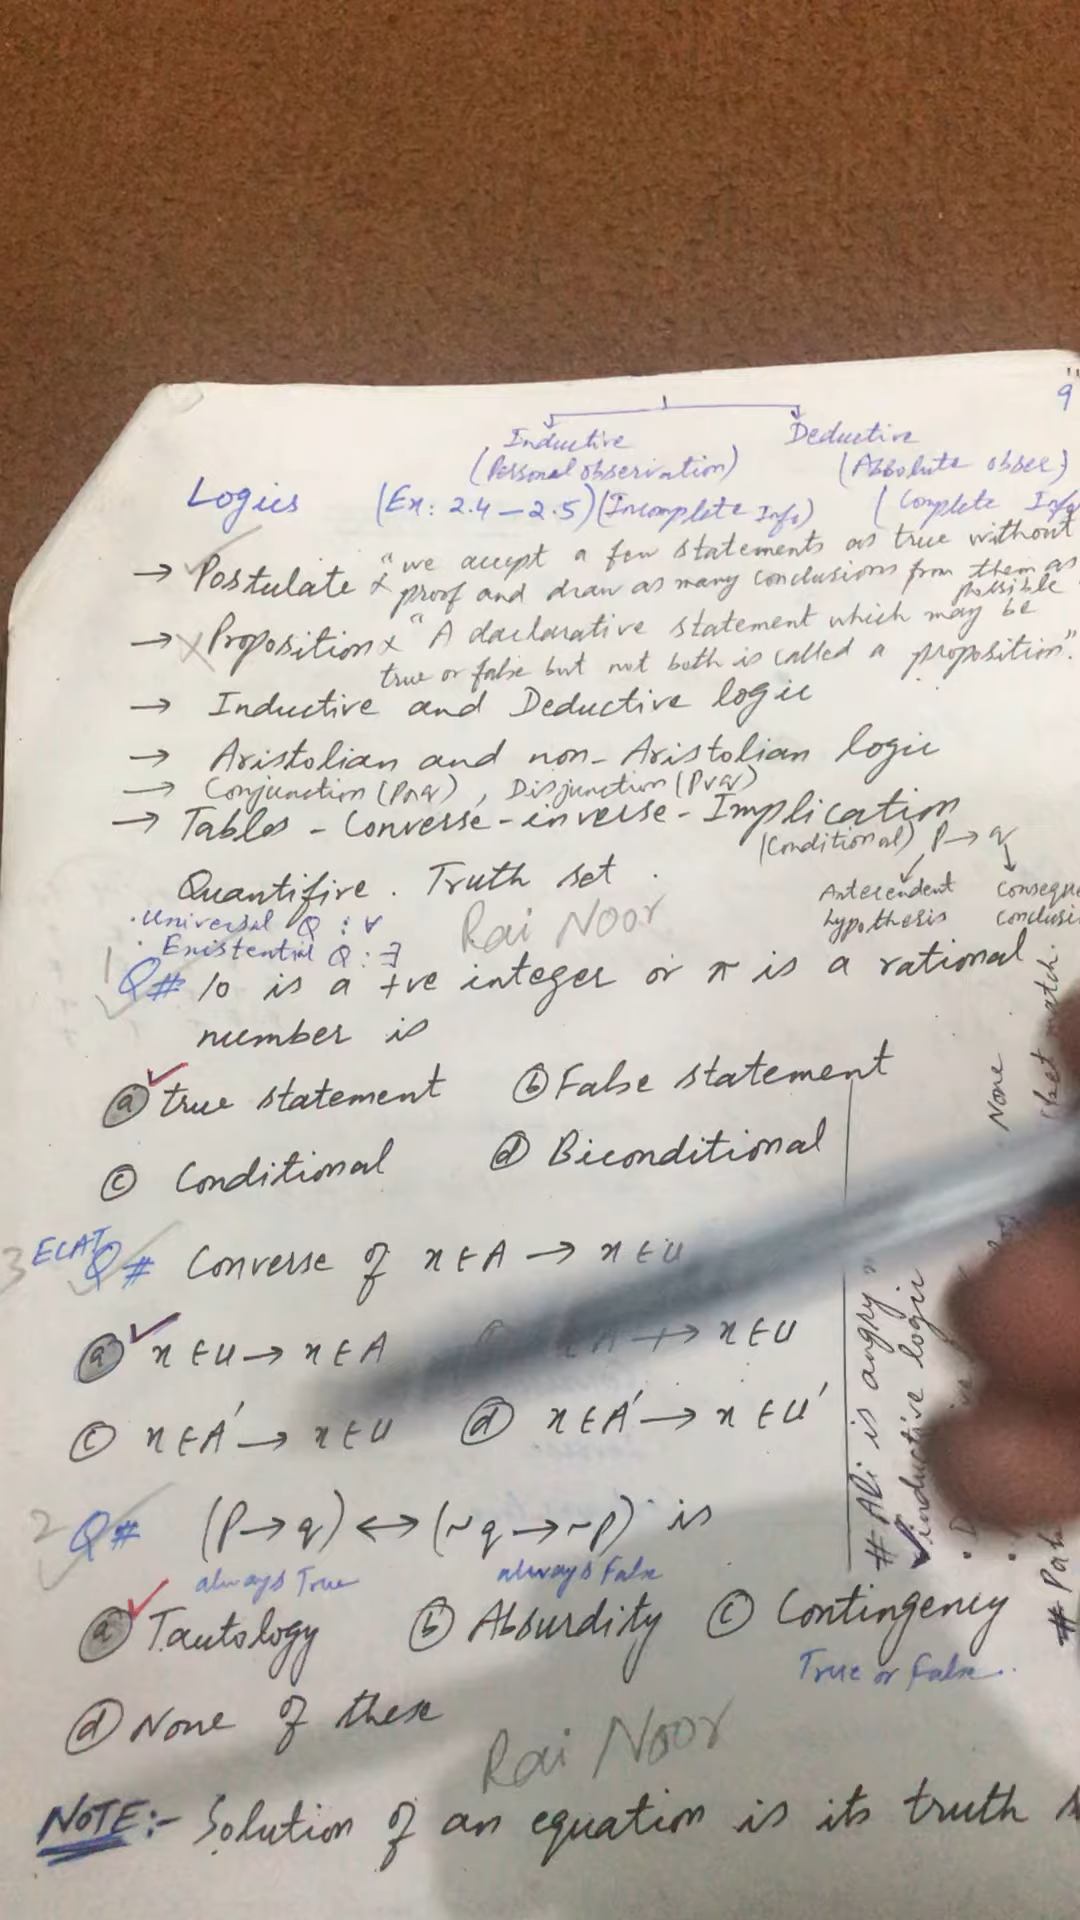 Inductive Deductive
(Personal observation) (Absolute obser)
Logics (Ex: 2.4 — 2.5) (Incomplete Info) (Complete Info
→ Postulate "we accept a few statements as true without
proof and draw as many conclusions from them as
possible
→ Proposition "A daclarative statement which may be
true or false but not both is called a proposition."
→ Inductive and Deductive logic
→ Aristolian and non-Aristolian logic
→ Conjunction (P∧q), Disjunction (P∨q)
→ Tables - Converse - inverse - Implication
(Conditional) P → q
Quantifire. Truth set.
Antecendent Conseque
hypothesis conclusi
· Universal Q : ∀
· Existential Q : ∃
Rai Noor
1 Q# 10 is a +ve integer or π is a rational
number is
(a) true statement (b) False statement
(c) Conditional (d) Biconditional
3 ECAT Q# Converse of x∈A → x∈U
(a) x∈U → x∈A → x∈U
(c) x∈A' → x∈U (d) x∈A' → x∈U'
2 Q# (P→q) ↔ (~q→~p) is
always True always False
(a) Tautology (b) Absurdity (c) Contingency
True or False.
(d) None of these
Rai Noor
NOTE:- Solution of an equation is its truth
# Ali is angry"
inductive logic
None